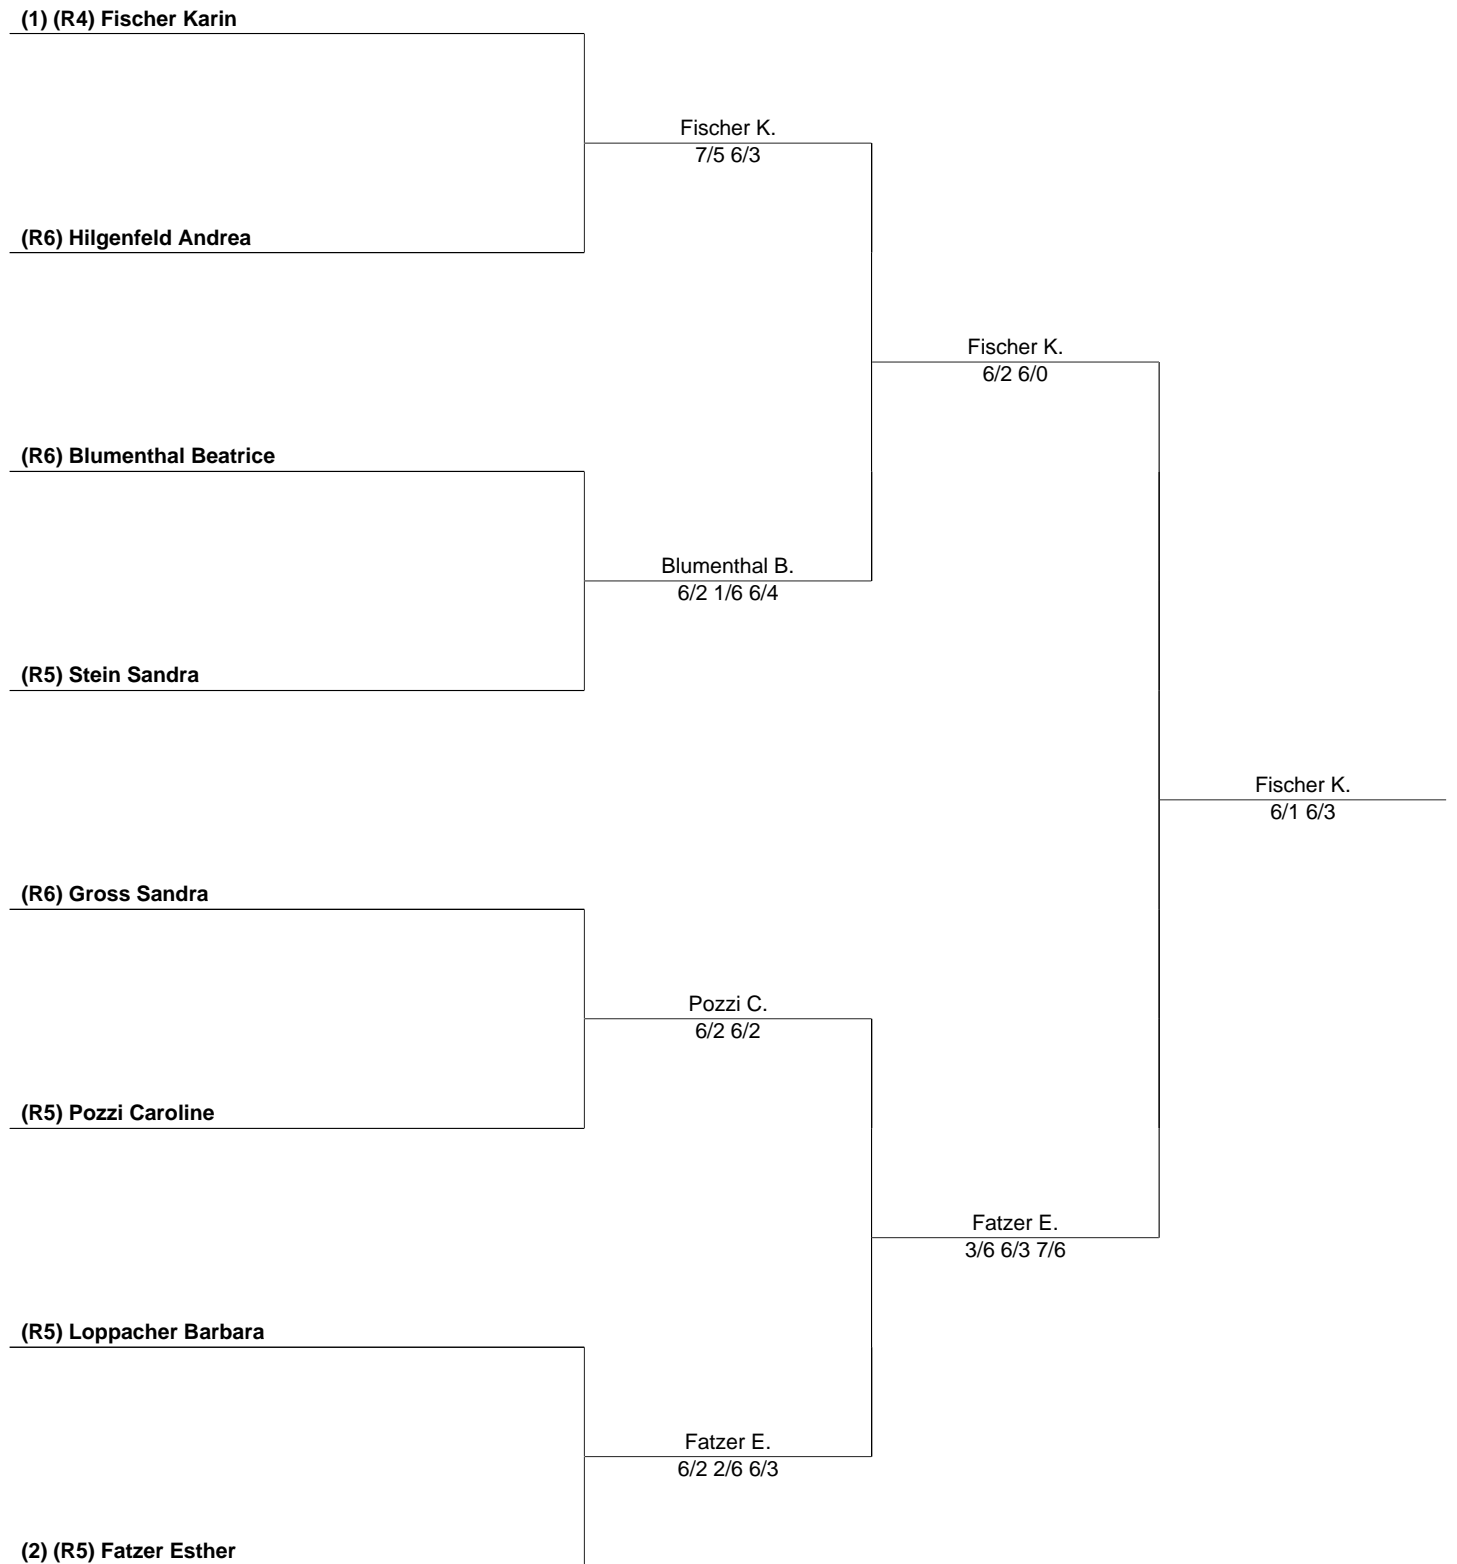 (1) (R4) Fischer Karin
Fischer K.
7/5 6/3
(R6) Hilgenfeld Andrea
Fischer K.
6/2 6/0
(R6) Blumenthal Beatrice
Blumenthal B.
6/2 1/6 6/4
(R5) Stein Sandra
Fischer K.
6/1 6/3
(R6) Gross Sandra
Pozzi C.
6/2 6/2
(R5) Pozzi Caroline
Fatzer E.
3/6 6/3 7/6
(R5) Loppacher Barbara
Fatzer E.
6/2 2/6 6/3
(2) (R5) Fatzer Esther